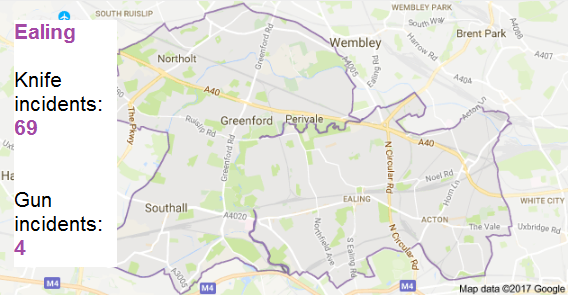 Ealing
Knife
incidents:
69
Gun
incidents:
4
SOUTH RUISLIP
WEMBLEY PARK
South Way
Brent Park
Wembley
Harrow Rd
A4089
Greenford Rd
Northolt
A4005
Ealing Rd
A404
A40
Acton Ln
The Pkwy
Greenford
Perivale
Ruislip Rd
A40
Greenford Rd
N Circular Rd
Noel Rd
Horn Ln
WHITE CITY
EALING
Southall
A4020
ACTON
The Vale
Uxbridge Rd
Northfield Ave
S Ealing Rd
N Circular Rd
A3005
M4
M4
M4
Map data ©2017 Google